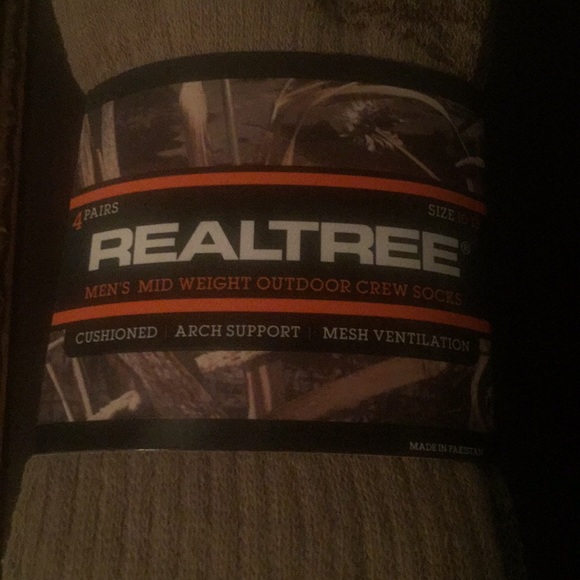 4 PAIRS
SIZE
REALTREE®
MEN'S MID WEIGHT OUTDOOR CREW SOCKS
CUSHIONED | ARCH SUPPORT | MESH VENTILATION
MADE IN PAKISTAN